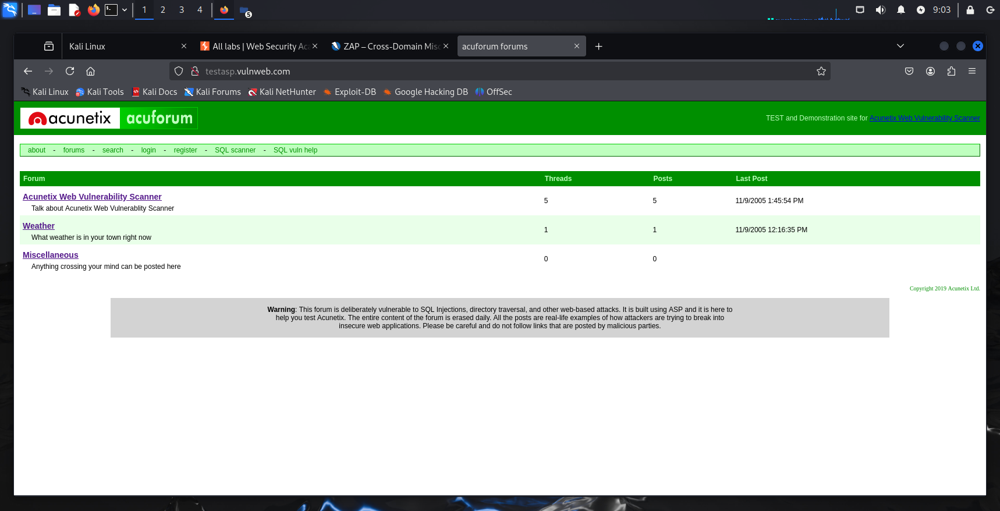 1 2 3 4 5 9:03
Kali Linux All labs | Web Security Aca ZAP – Cross-Domain Misc acuforum forums
testasp.vulnweb.com
Kali Linux Kali Tools Kali Docs Kali Forums Kali NetHunter Exploit-DB Google Hacking DB OffSec
acunetix acuforum TEST and Demonstration site for Acunetix Web Vulnerability Scanner
about - forums - search - login - register - SQL scanner - SQL vuln help
Forum Threads Posts Last Post
Acunetix Web Vulnerability Scanner
Talk about Acunetix Web Vulnerablity Scanner 5 5 11/9/2005 1:45:54 PM
Weather
What weather is in your town right now 1 1 11/9/2005 12:16:35 PM
Miscellaneous
Anything crossing your mind can be posted here 0 0
Copyright 2019 Acunetix Ltd.
Warning: This forum is deliberately vulnerable to SQL Injections, directory traversal, and other web-based attacks. It is built using ASP and it is here to
help you test Acunetix. The entire content of the forum is erased daily. All the posts are real-life examples of how attackers are trying to break into
insecure web applications. Please be careful and do not follow links that are posted by malicious parties.